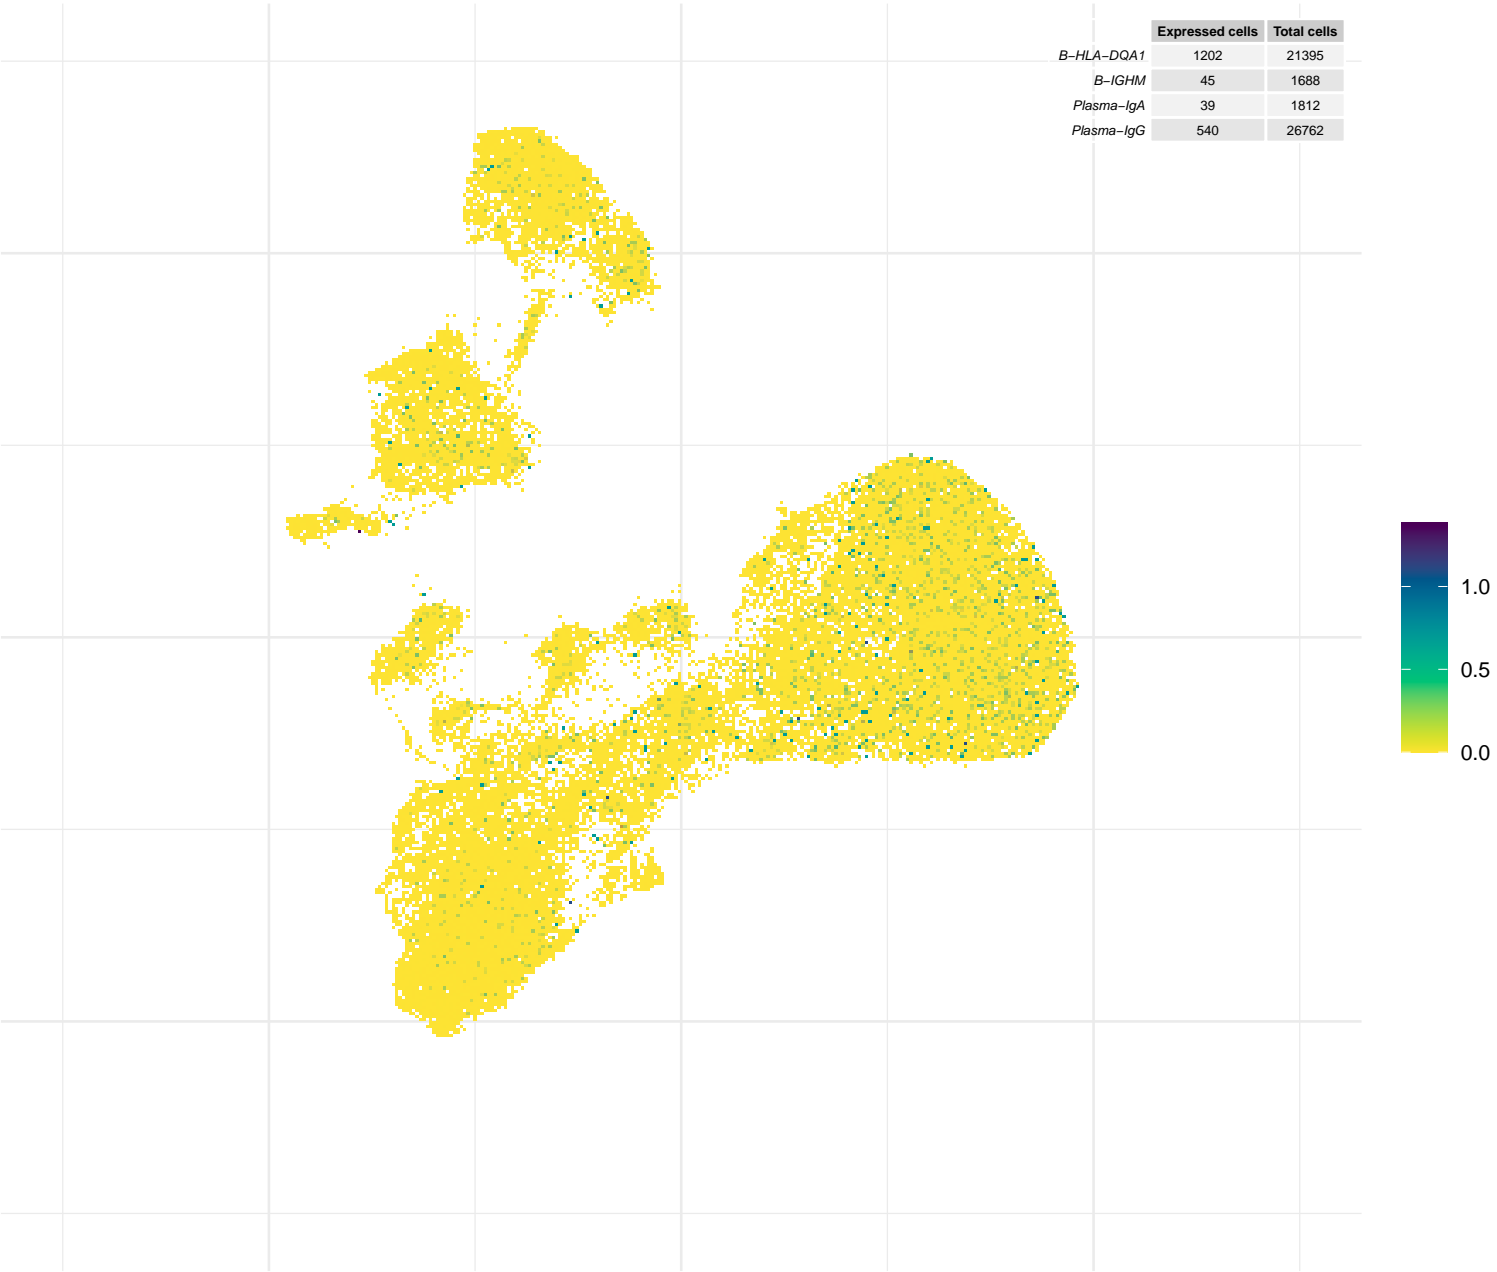 Expressed cells Total cells
B−HLA−DQA1 1202 21395
B−IGHM 45 1688
Plasma−IgA 39 1812
Plasma−IgG 540 26762
1.0
0.5
0.0